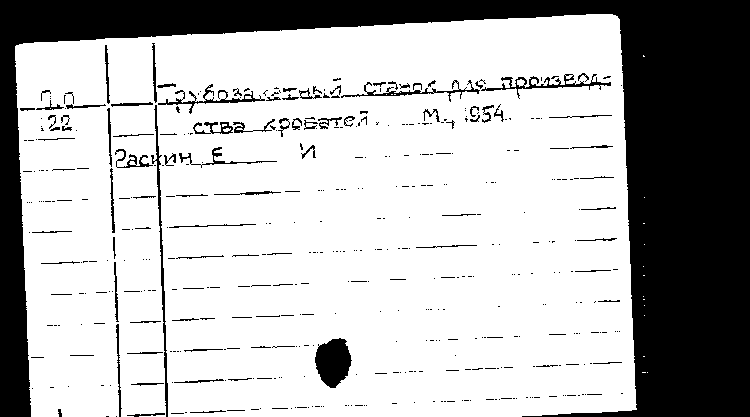 П.п Трубозакатный станок для производ-
122 ства кроватей. М., 1954.
Раскин, Е. И